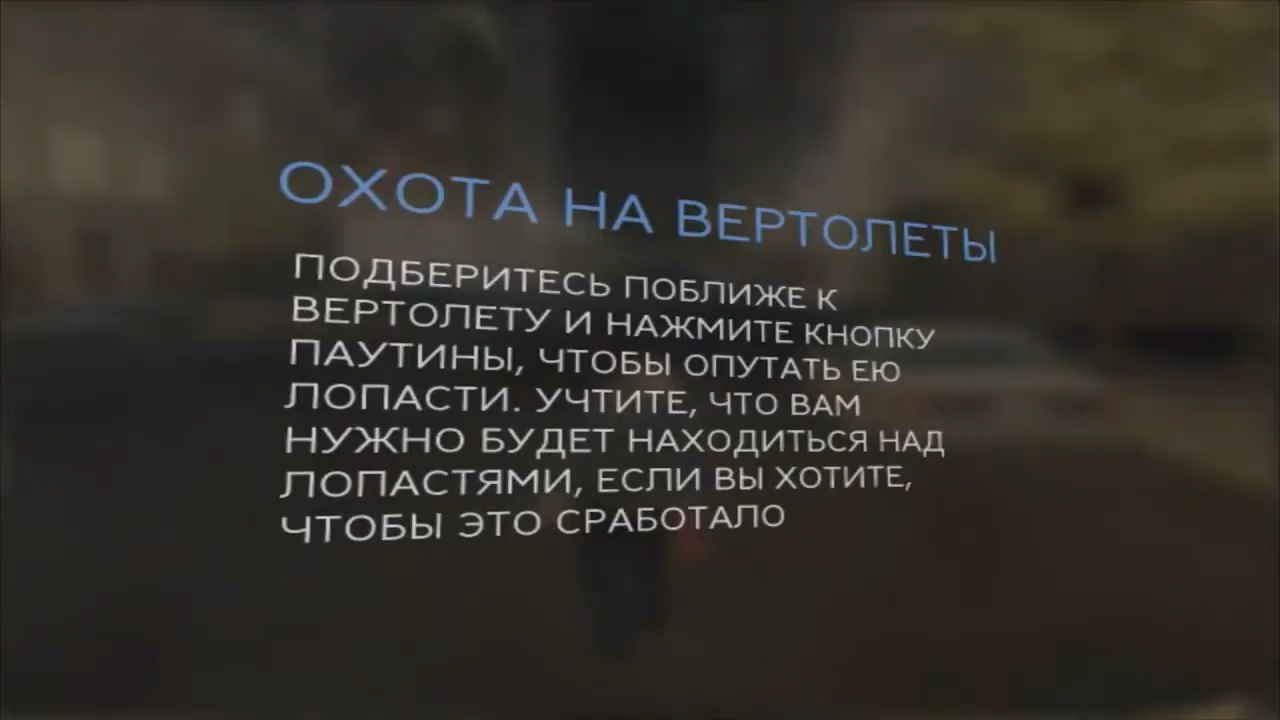 ОХОТА НА ВЕРТОЛЕТЫ
ПОДБЕРИТЕСЬ ПОБЛИЖЕ К
ВЕРТОЛЕТУ И НАЖМИТЕ КНОПКУ
ПАУТИНЫ, ЧТОБЫ ОПУТАТЬ ЕЮ
ЛОПАСТИ. УЧТИТЕ, ЧТО ВАМ
НУЖНО БУДЕТ НАХОДИТЬСЯ НАД
ЛОПАСТЯМИ, ЕСЛИ ВЫ ХОТИТЕ,
ЧТОБЫ ЭТО СРАБОТАЛО